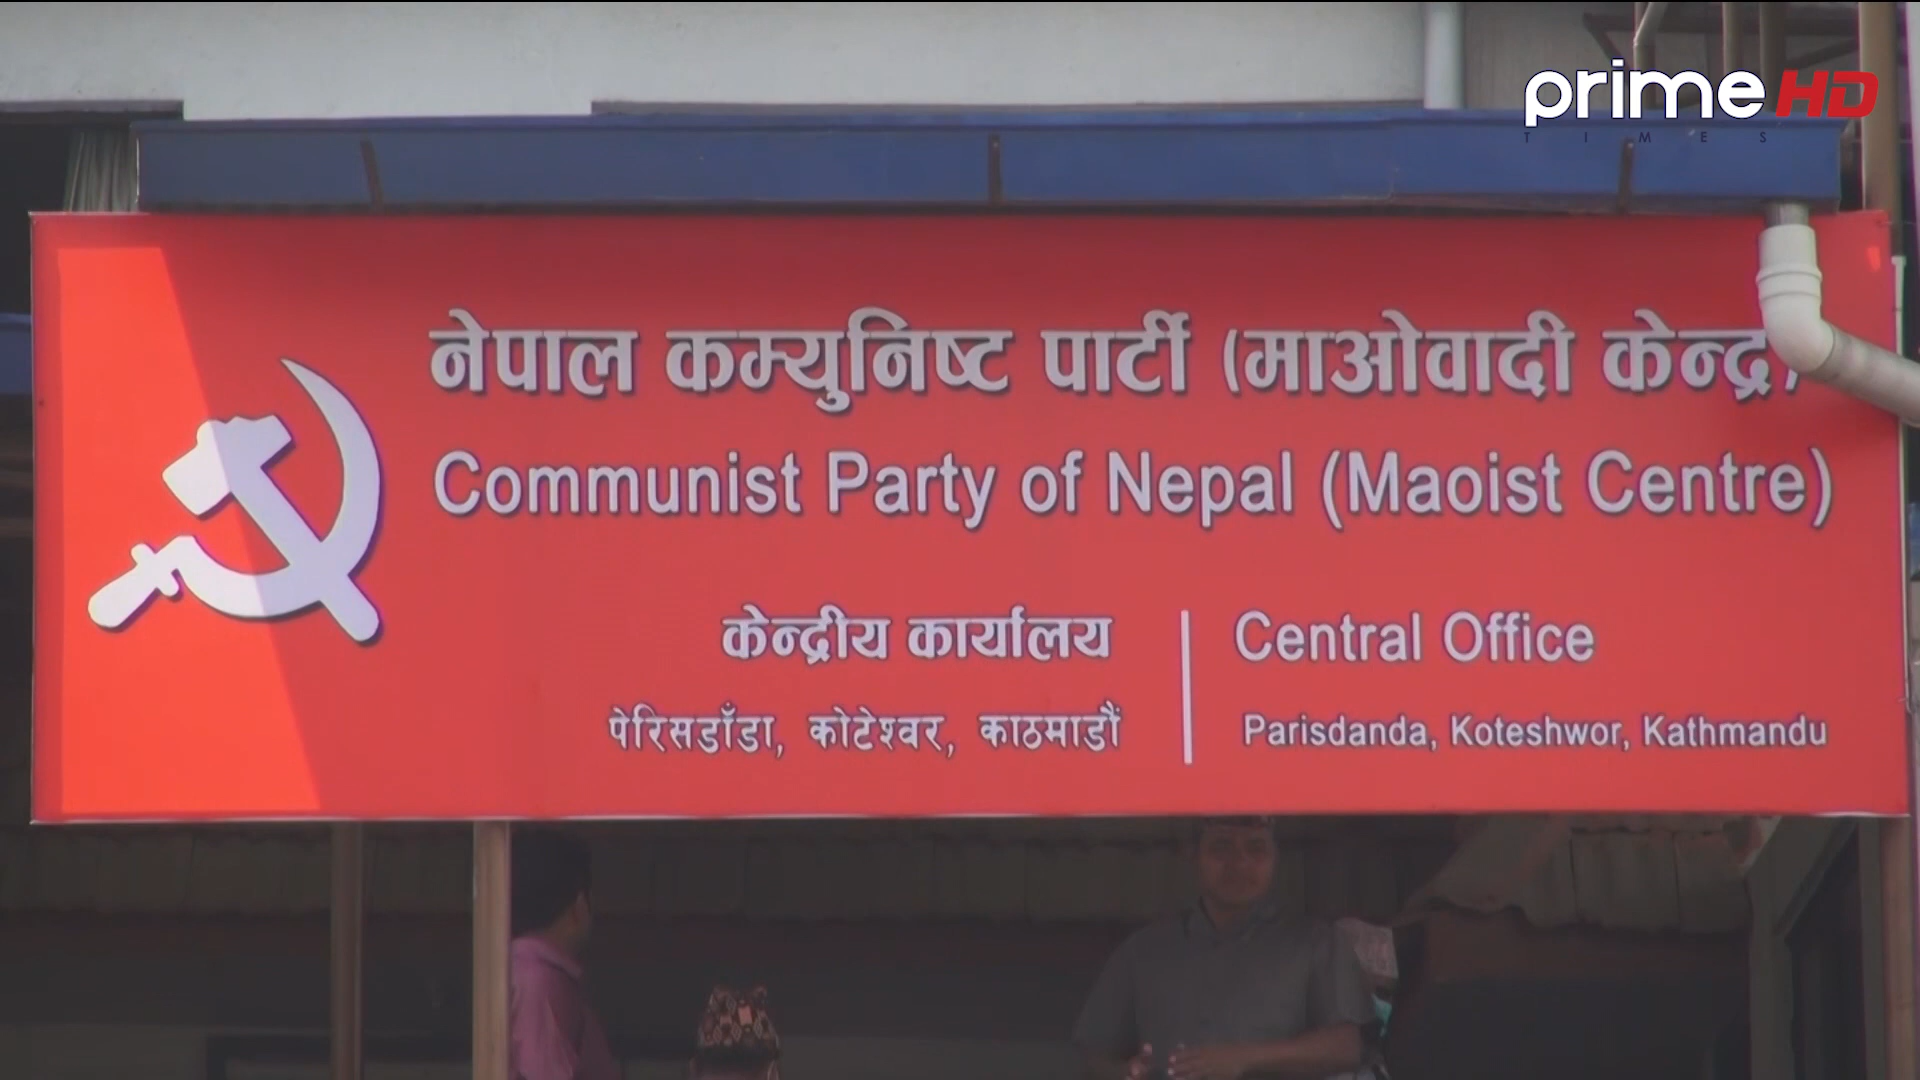 prime HD
TIMES
नेपाल कम्युनिष्ट पार्टी (माओवादी केन्द्र)
Communist Party of Nepal (Maoist Centre)
केन्द्रीय कार्यालय
पेरिसडाँडा, कोटेश्वर, काठमाडौं
Central Office
Parisdanda, Koteshwor, Kathmandu